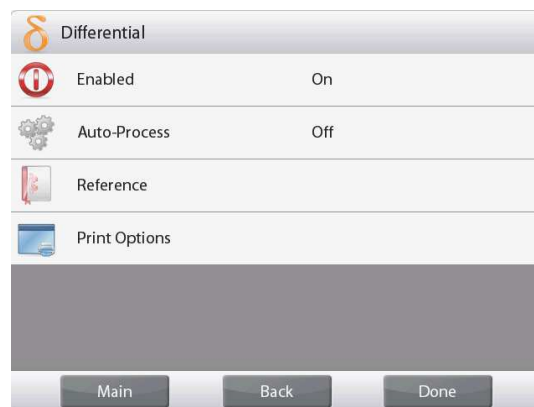 δ Differential
Enabled On
Auto-Process Off
Reference
Print Options
Main Back Done